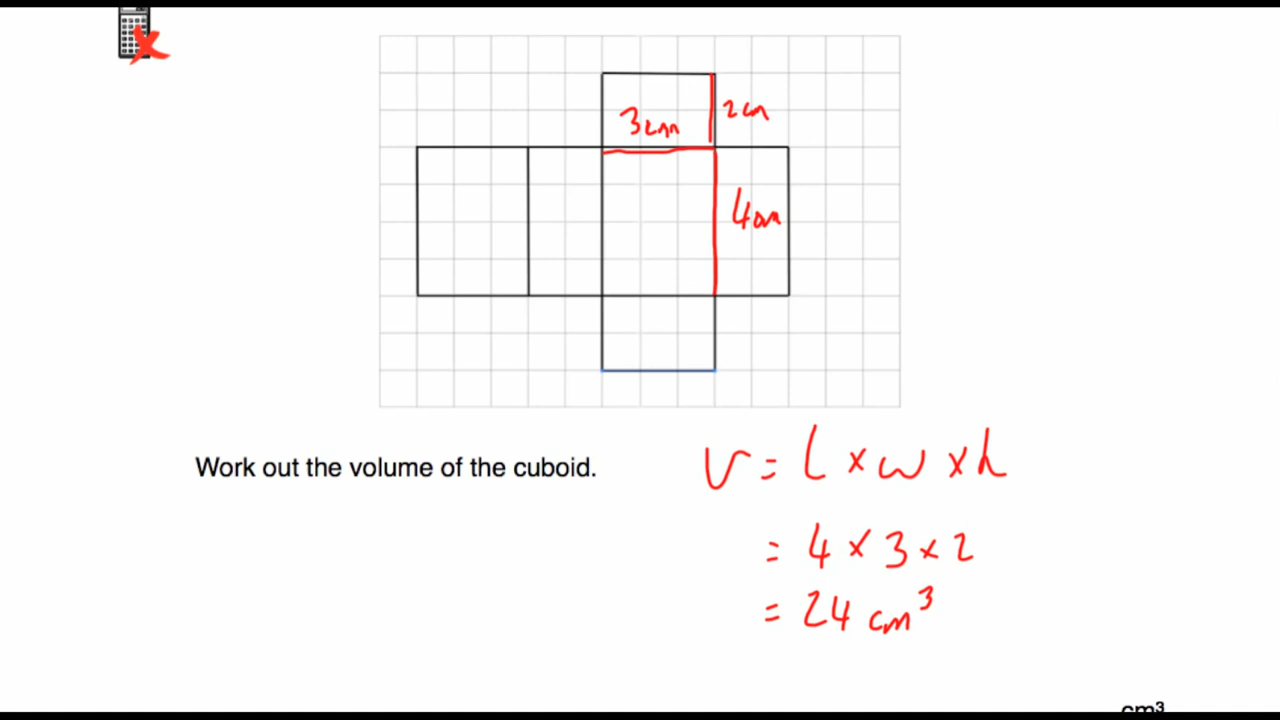 2cm
3cm
4cm
Work out the volume of the cuboid.
V = l × w × h
= 4 × 3 × 2
= 24 cm³
cm³